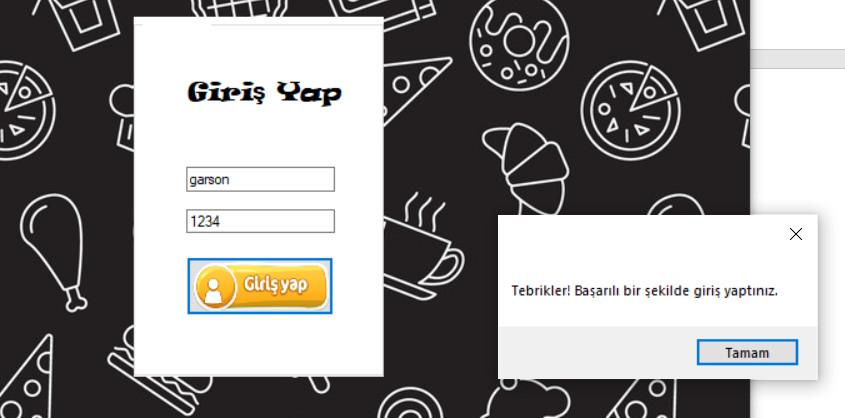 Giriş Yap
garson
1234
Giriş yap
Tebrikler! Başarılı bir şekilde giriş yaptınız.
Tamam